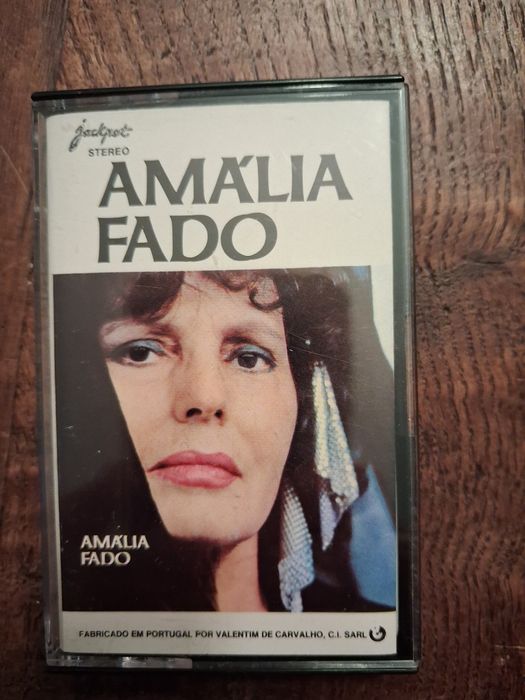 jackpot
STEREO
AMÁLIA
FADO
AMÁLIA
FADO
FABRICADO EM PORTUGAL POR VALENTIM DE CARVALHO, C.I. SARL